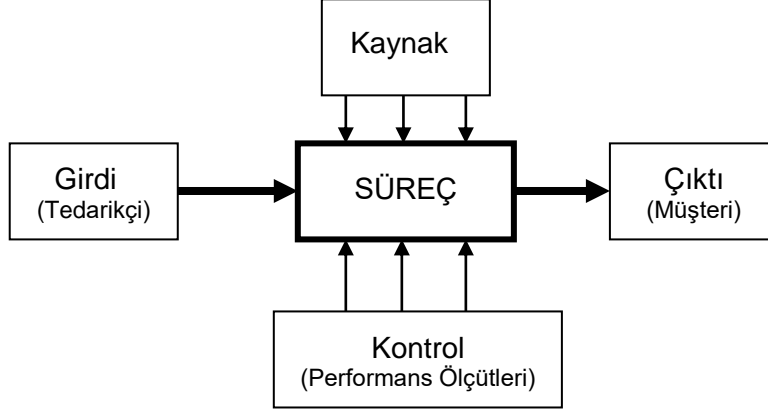 Kaynak
Girdi
(Tedarikçi)
SÜREÇ
Çıktı
(Müşteri)
Kontrol
(Performans Ölçütleri)